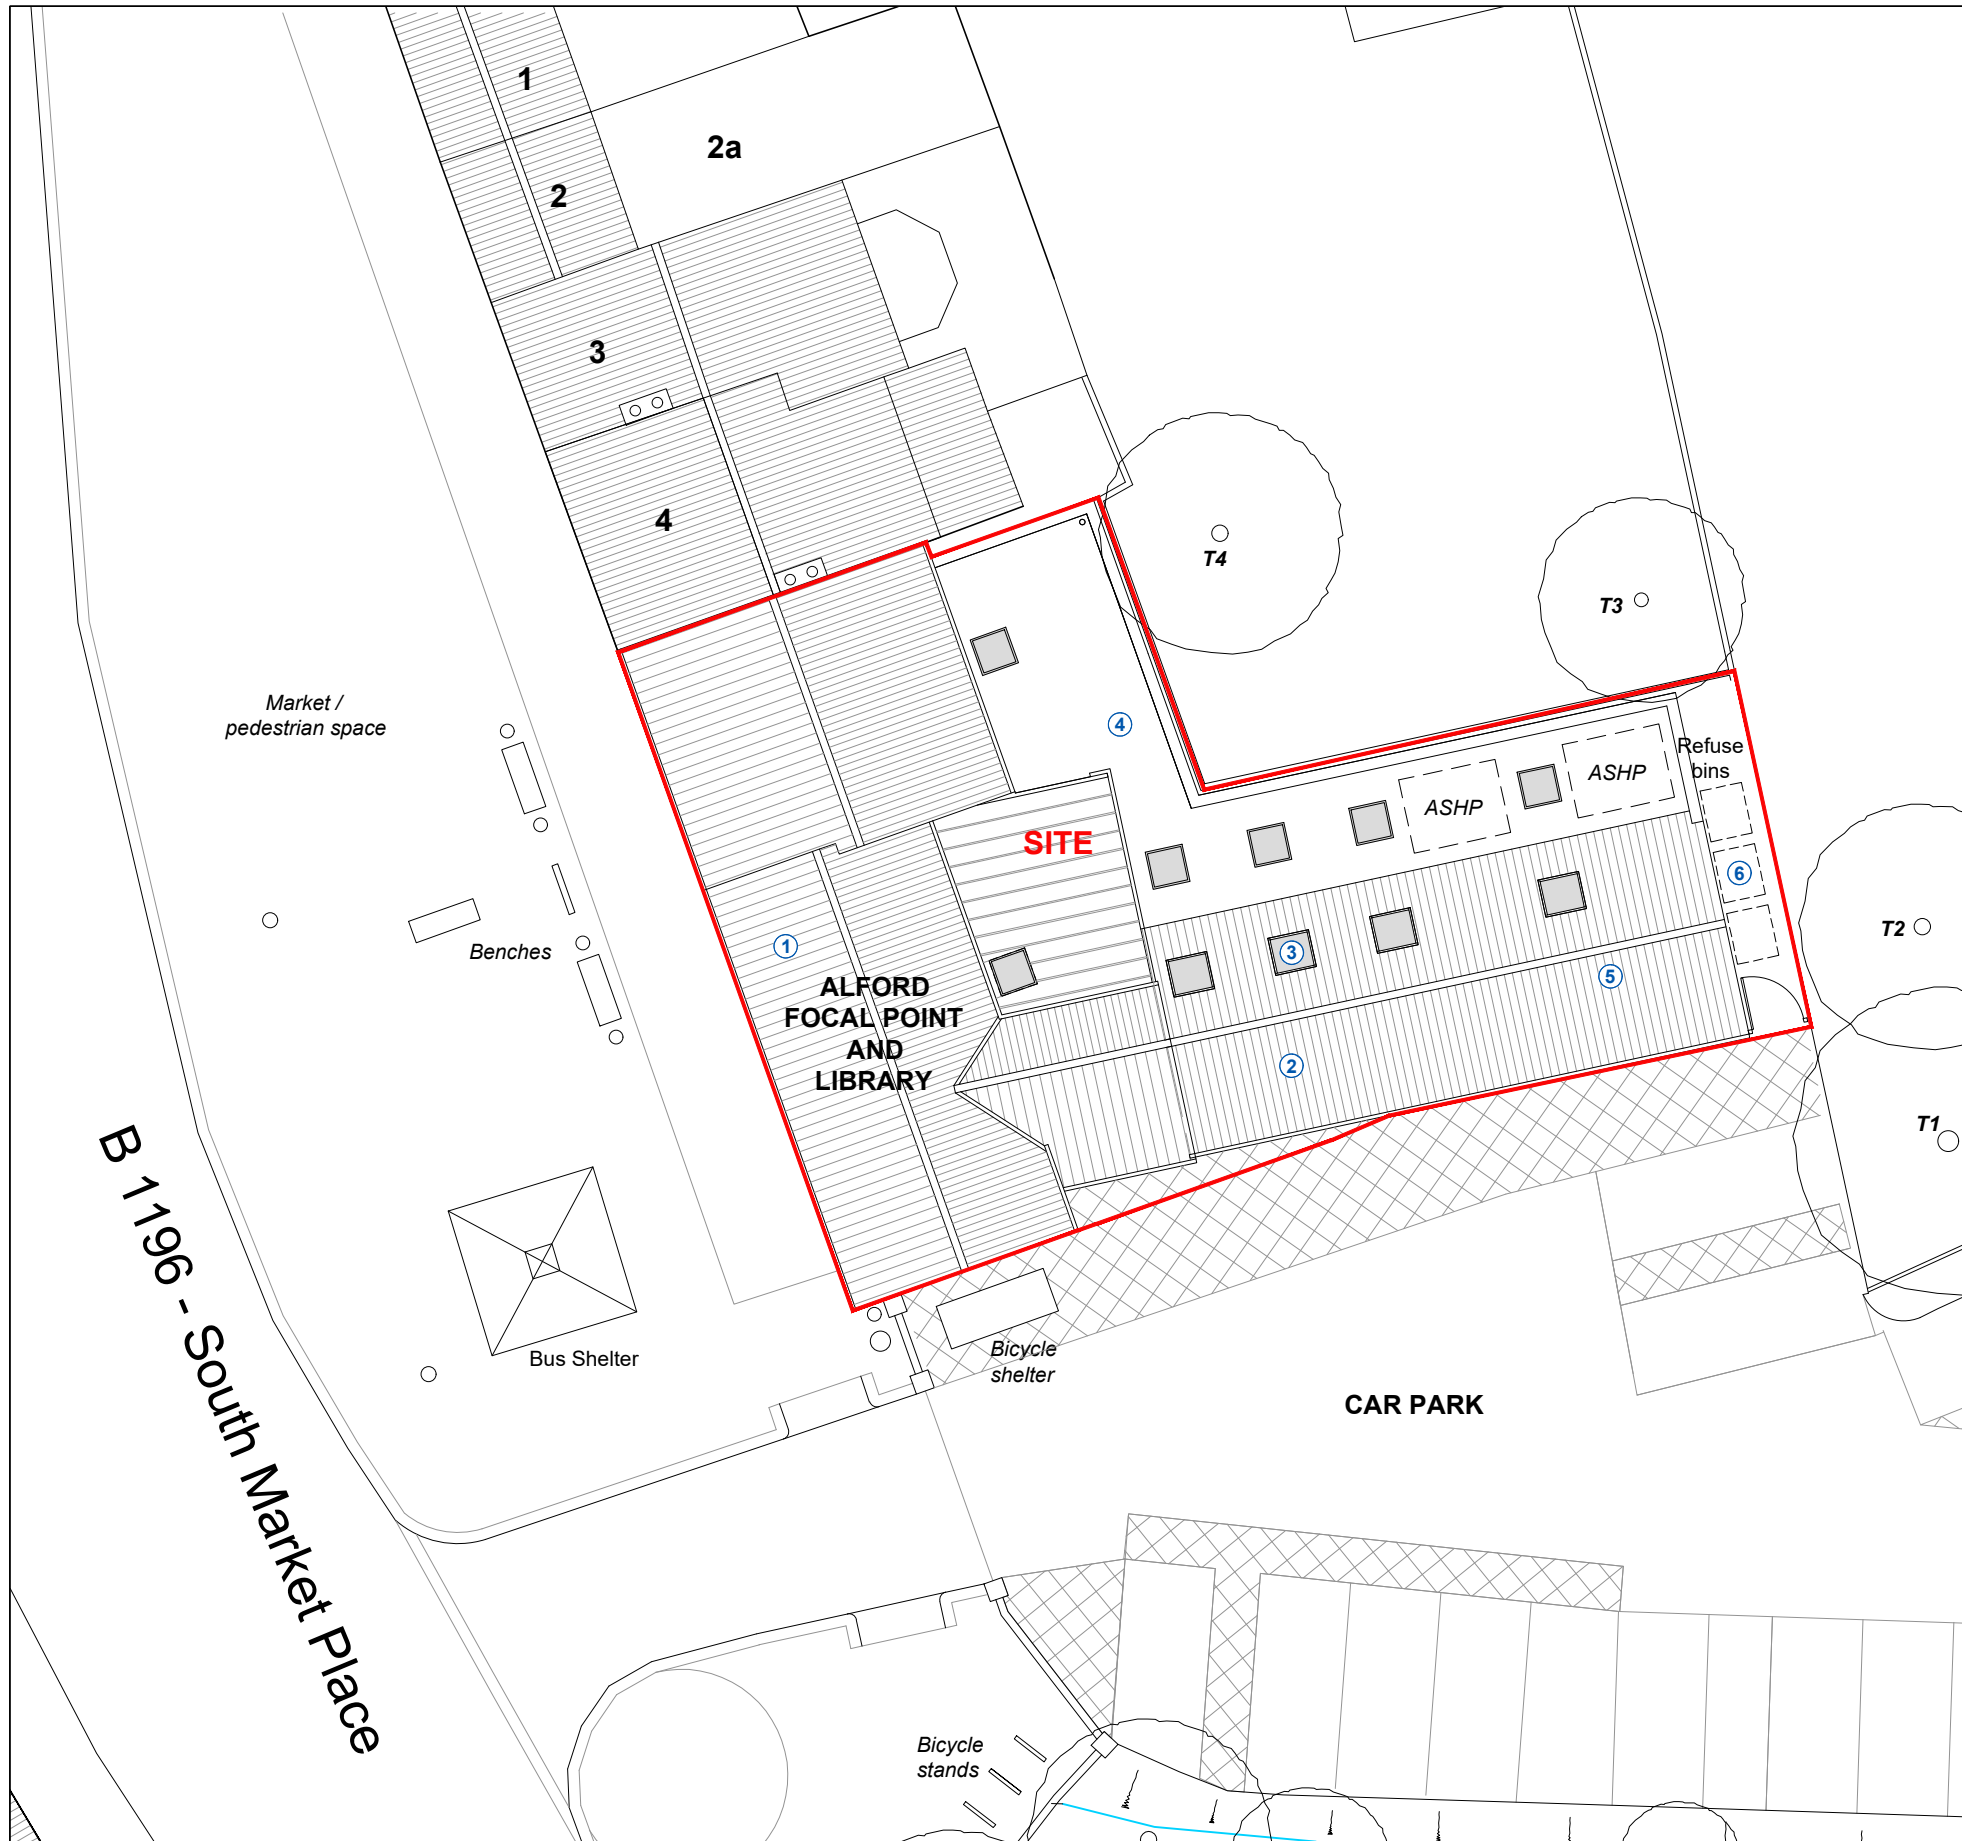 1
2a
2
3
4
T4
T3
Market /
pedestrian space
4
Refuse
bins
ASHP
ASHP
SITE
6
T2
1
Benches
3
5
ALFORD
FOCAL POINT
AND
LIBRARY
2
T1
B 1196 - South Market Place
Bus Shelter
Bicycle
shelter
CAR PARK
Bicycle
stands